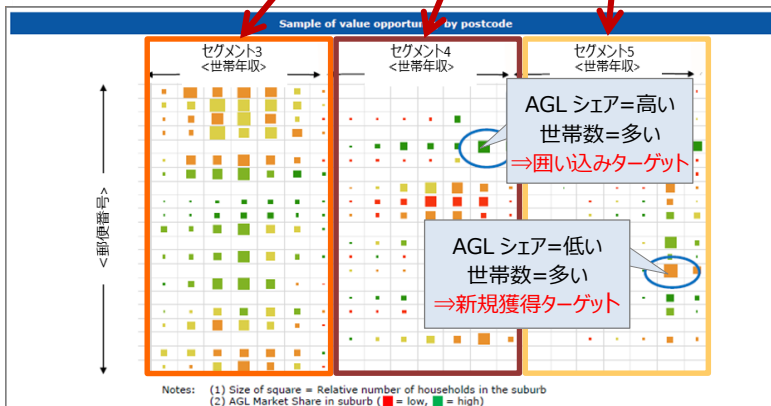 Sample of value opportunity by postcode
セグメント3
<世帯年収>
セグメント4
<世帯年収>
セグメント5
<世帯年収>
AGL シェア=高い
世帯数=多い
⇒囲い込みターゲット
<郵便番号>
AGL シェア=低い
世帯数=多い
⇒新規獲得ターゲット
Notes: (1) Size of square = Relative number of households in the suburb
(2) AGL Market Share in suburb ( = low, = high)